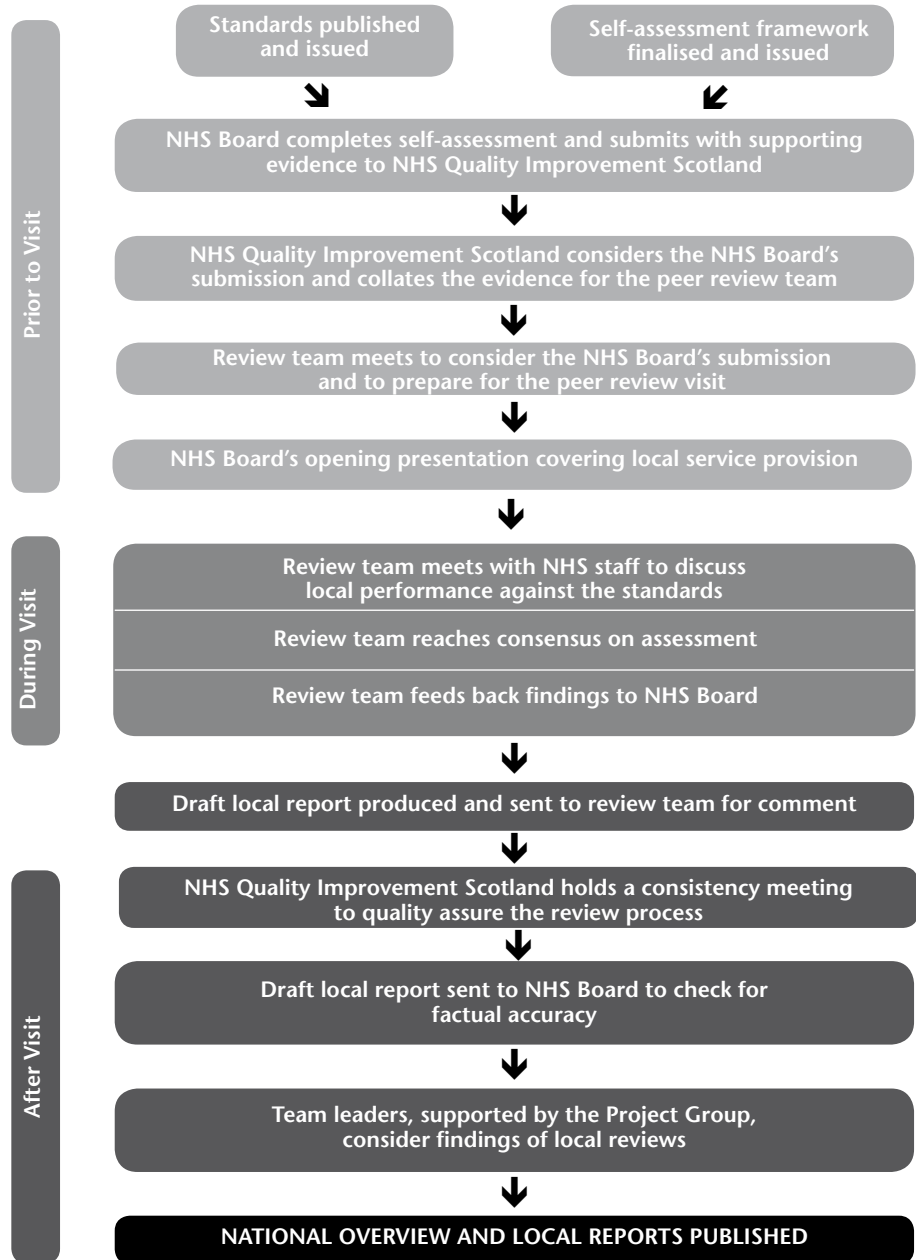 Standards published
and issued
Self-assessment framework
finalised and issued
Prior to Visit
NHS Board completes self-assessment and submits with supporting
evidence to NHS Quality Improvement Scotland
NHS Quality Improvement Scotland considers the NHS Board’s
submission and collates the evidence for the peer review team
Review team meets to consider the NHS Board’s submission
and to prepare for the peer review visit
NHS Board’s opening presentation covering local service provision
During Visit
Review team meets with NHS staff to discuss
local performance against the standards
Review team reaches consensus on assessment
Review team feeds back findings to NHS Board
After Visit
Draft local report produced and sent to review team for comment
NHS Quality Improvement Scotland holds a consistency meeting
to quality assure the review process
Draft local report sent to NHS Board to check for
factual accuracy
Team leaders, supported by the Project Group,
consider findings of local reviews
NATIONAL OVERVIEW AND LOCAL REPORTS PUBLISHED